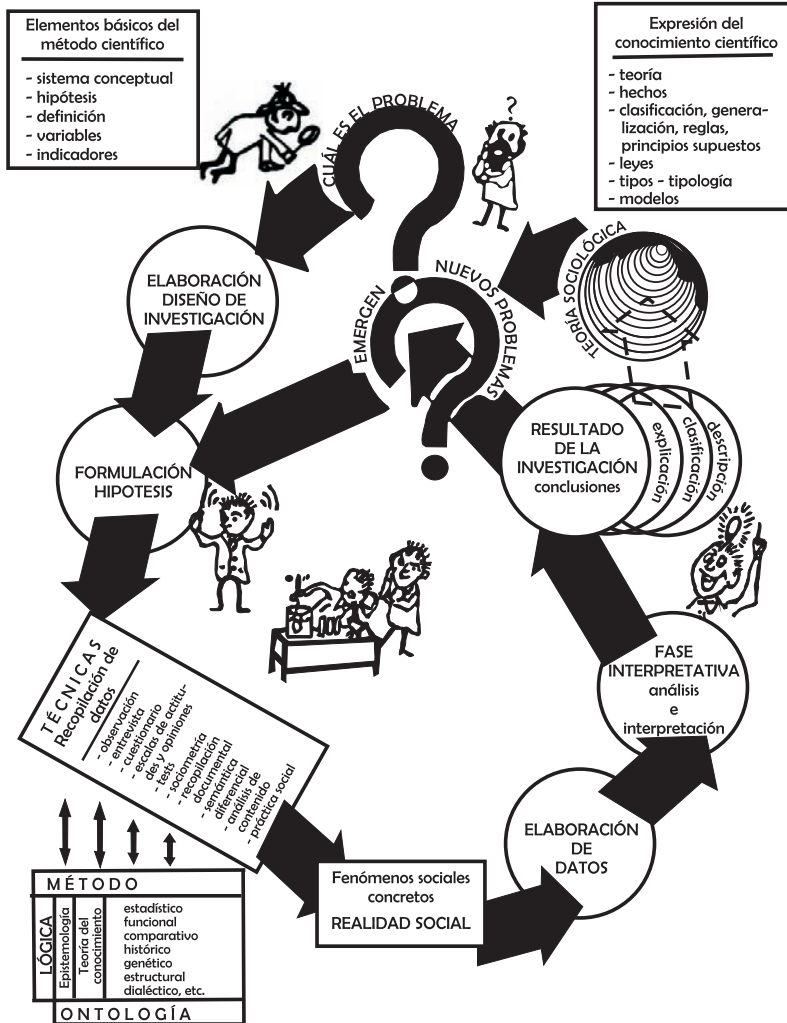 Elementos básicos del
método científico
- sistema conceptual
- hipótesis
- definición
- variables
- indicadores
Expresión del
conocimiento científico
- teoría
- hechos
- clasificación, genera-
lización, reglas,
principios supuestos
- leyes
- tipos - tipología
- modelos
CUÁL ES EL PROBLEMA
?
TEORÍA SOCIOLÓGICA
ELABORACIÓN
DISEÑO DE
INVESTIGACIÓN
EMERGEN
NUEVOS PROBLEMAS
FORMULACIÓN
HIPOTESIS
RESULTADO
DE LA
INVESTIGACIÓN
conclusiones
explicación
clasificación
descripción
TÉCNICAS
Recopilación de
datos
- observación
- entrevista
- cuestionario
- escalas de actitu-
des y opiniones
- tests
- sociometría
- recopilación
documental
- semántica
diferencial
- análisis de
contenido
- práctica social
FASE
INTERPRETATIVA
análisis
e
interpretación
ELABORACIÓN
DE
DATOS
Fenómenos sociales
concretos
REALIDAD SOCIAL
MÉTODO
LÓGICA
Epistemología
Teoría del
conocimiento
estadístico
funcional
comparativo
histórico
genético
estructural
dialéctico, etc.
ONTOLOGÍA